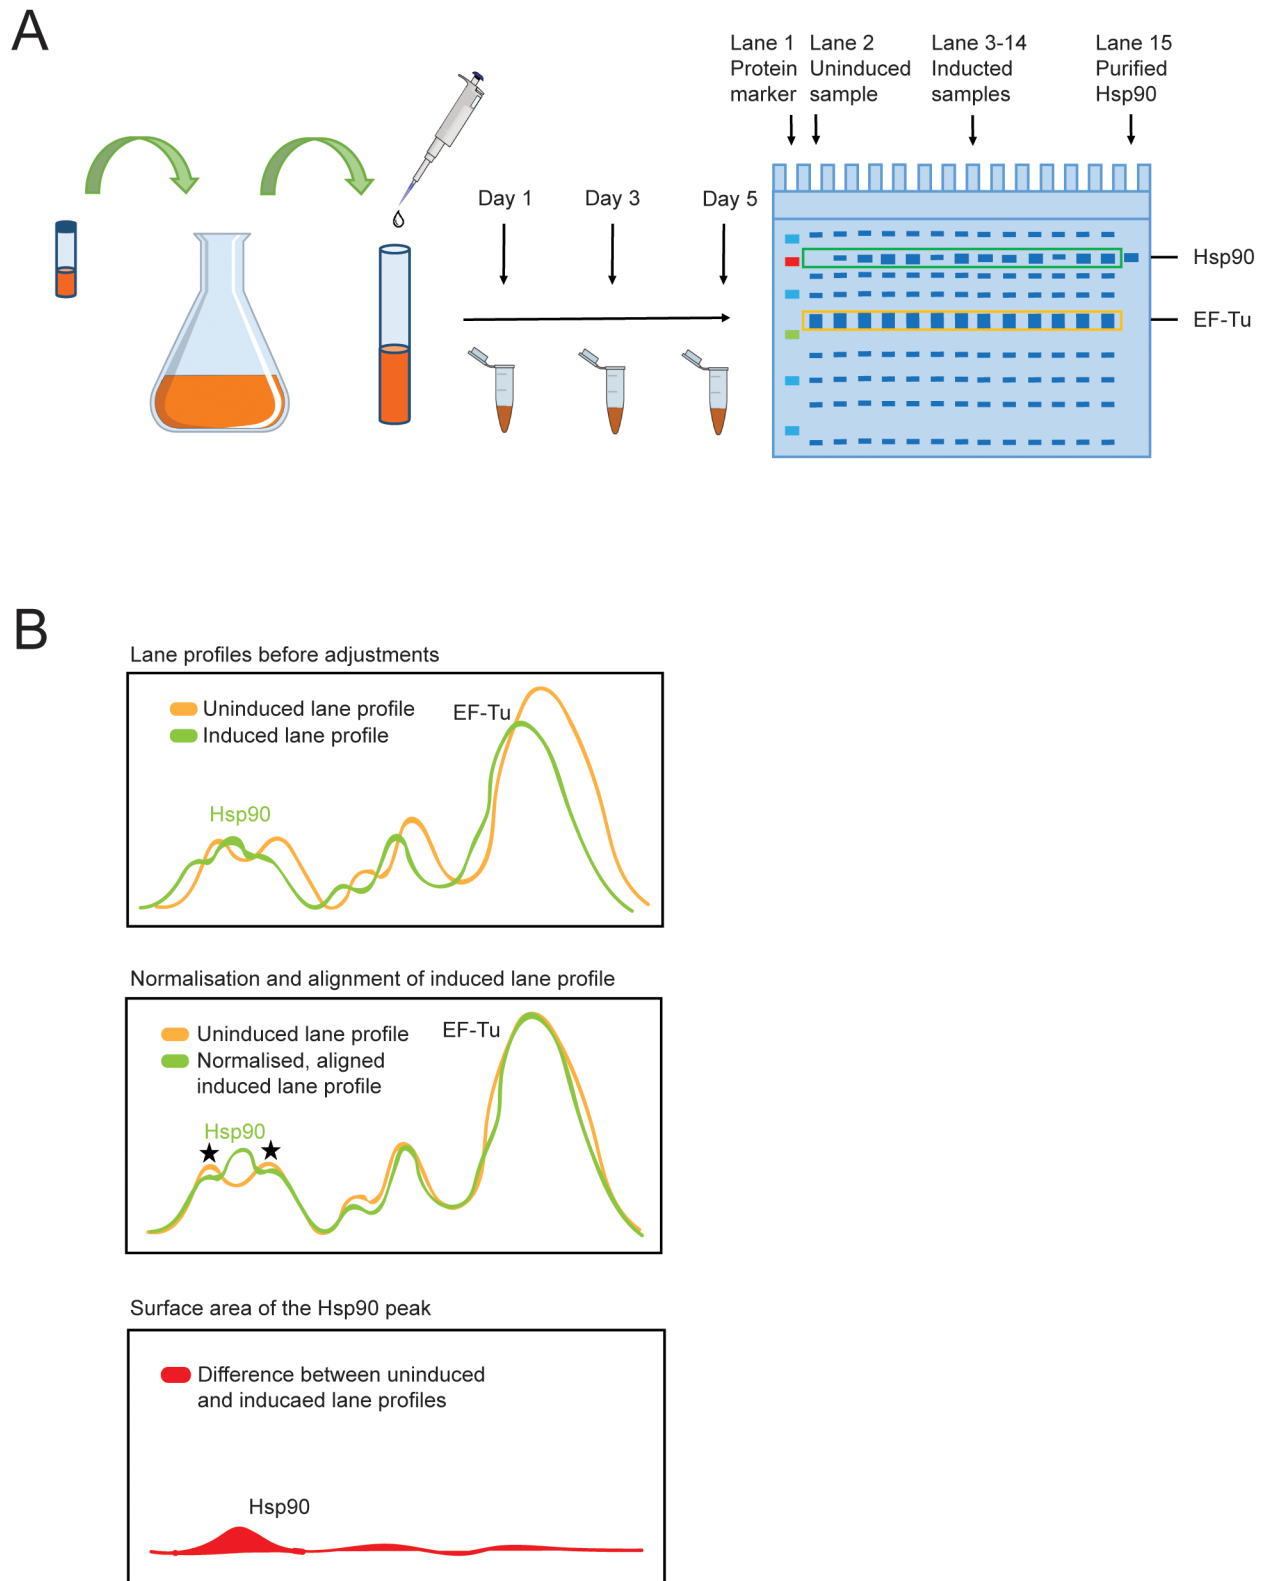 A
Lane 1
Protein
marker
Lane 2
Uninduced
sample
Lane 3-14
Inducted
samples
Lane 15
Purified
Hsp90
Day 1
Day 3
Day 5
Hsp90
EF-Tu
B
Lane profiles before adjustments
Uninduced lane profile
Induced lane profile
EF-Tu
Hsp90
Normalisation and alignment of induced lane profile
Uninduced lane profile
Normalised, aligned
induced lane profile
EF-Tu
Hsp90
Surface area of the Hsp90 peak
Difference between uninduced
and inducaed lane profiles
Hsp90